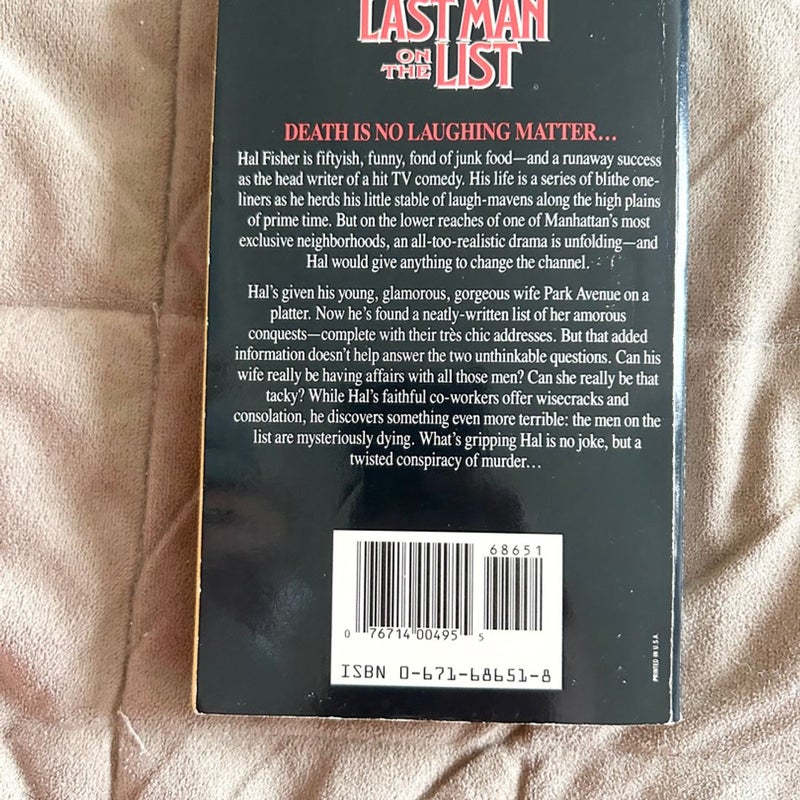 LAST MAN
ON THE LIST
DEATH IS NO LAUGHING MATTER...
Hal Fisher is fiftyish, funny, fond of junk food—and a runaway success
as the head writer of a hit TV comedy. His life is a series of blithe one-
liners as he herds his little stable of laugh-mavens along the high plains
of prime time. But on the lower reaches of one of Manhattan's most
exclusive neighborhoods, an all-too-realistic drama is unfolding—and
Hal would give anything to change the channel.
Hal's given his young, glamorous, gorgeous wife Park Avenue on a
platter. Now he's found a neatly-written list of her amorous
conquests—complete with their très chic addresses. But that added
information doesn't help answer the two unthinkable questions. Can his
wife really be having affairs with all those men? Can she really be that
tacky? While Hal's faithful co-workers offer wisecracks and
consolation, he discovers something even more terrible: the men on the
list are mysteriously dying. What's gripping Hal is no joke, but a
twisted conspiracy of murder...
68651
0 76714 00495 5
ISBN 0-671-68651-8
PRINTED IN U.S.A.